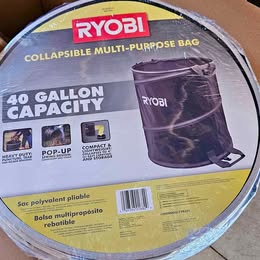 RYOBI
COLLAPSIBLE MULTI-PURPOSE BAG
40 GALLON
CAPACITY
RYOBI
HEAVY DUTY
POP-UP
COMPACT &
LIGHTWEIGHT
Sac polyvalent pliable
Bolsa multipropósito
rebatible